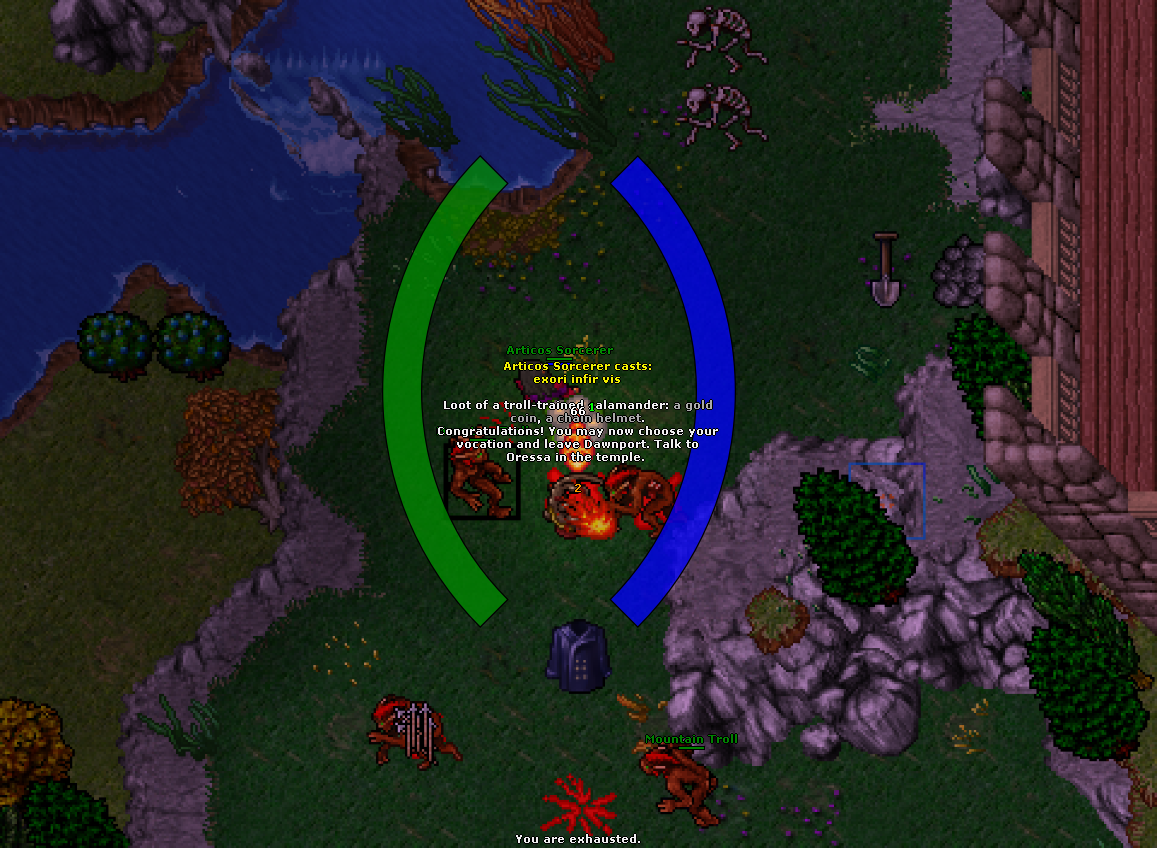 Articos Sorcerer
Articos Sorcerer casts:
exori infir vis
Loot of a troll-trained alamander: a gold
66
coin, a chain helmet.
Congratulations! You may now choose your
vocation and leave Dawnport. Talk to
Oressa in the temple.
2
Mountain Troll
You are exhausted.